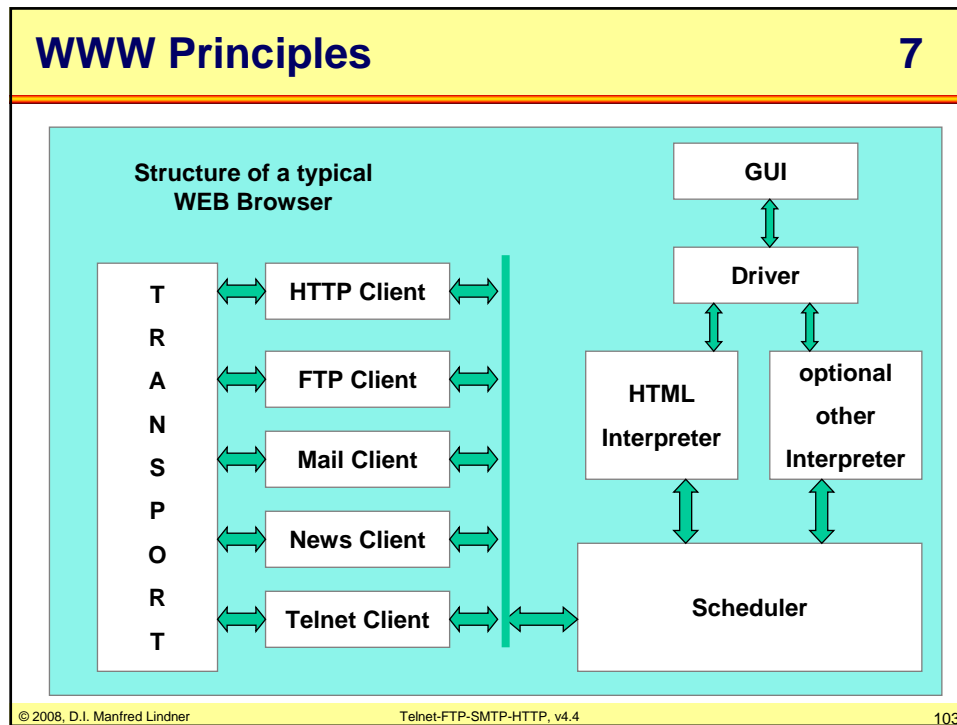 WWW Principles 7
Structure of a typical
WEB Browser
GUI
Driver
T
R
A
N
S
P
O
R
T
HTTP Client
FTP Client
Mail Client
News Client
Telnet Client
HTML
Interpreter
optional
other
Interpreter
Scheduler
© 2008, D.I. Manfred Lindner
Telnet-FTP-SMTP-HTTP, v4.4
103